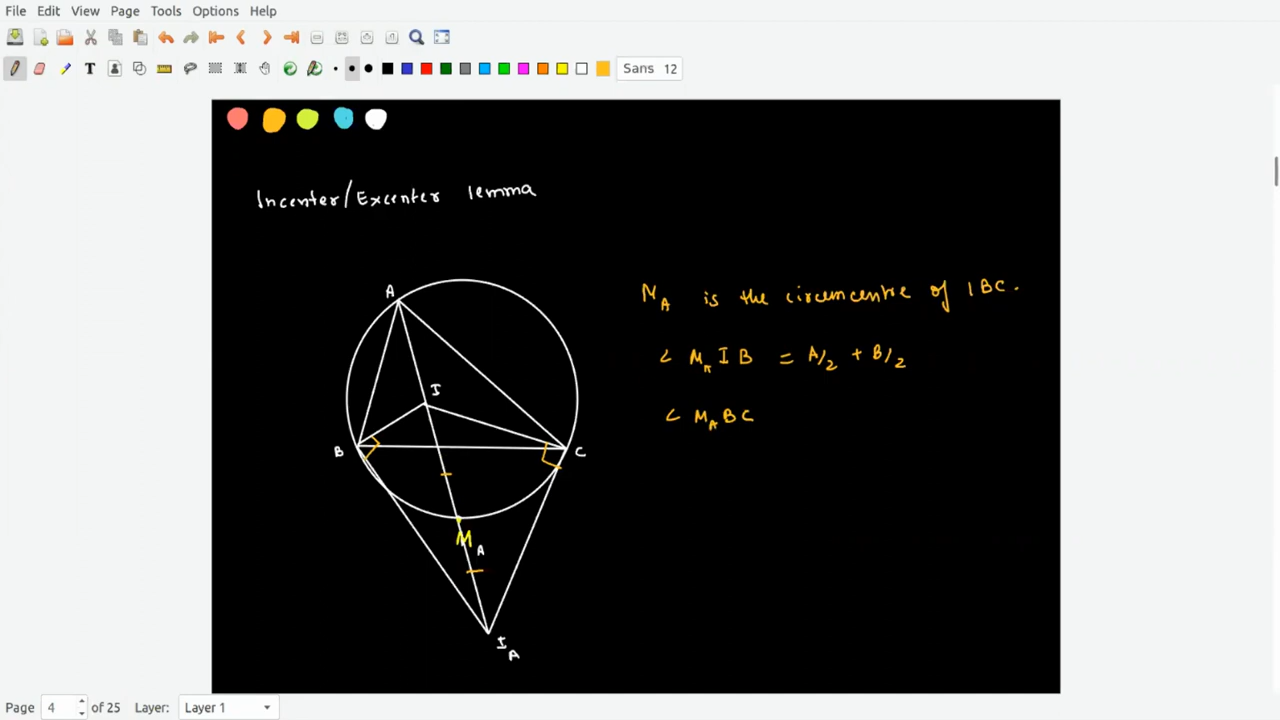 File Edit View Page Tools Options Help
Sans 12
Incenter/Excenter lemma
A
I
B
C
M_A
I_A
M_A is the circumcentre of IBC.
< M_A I B = A/2 + B/2
< M_A B C
Page 4 of 25 Layer: Layer 1